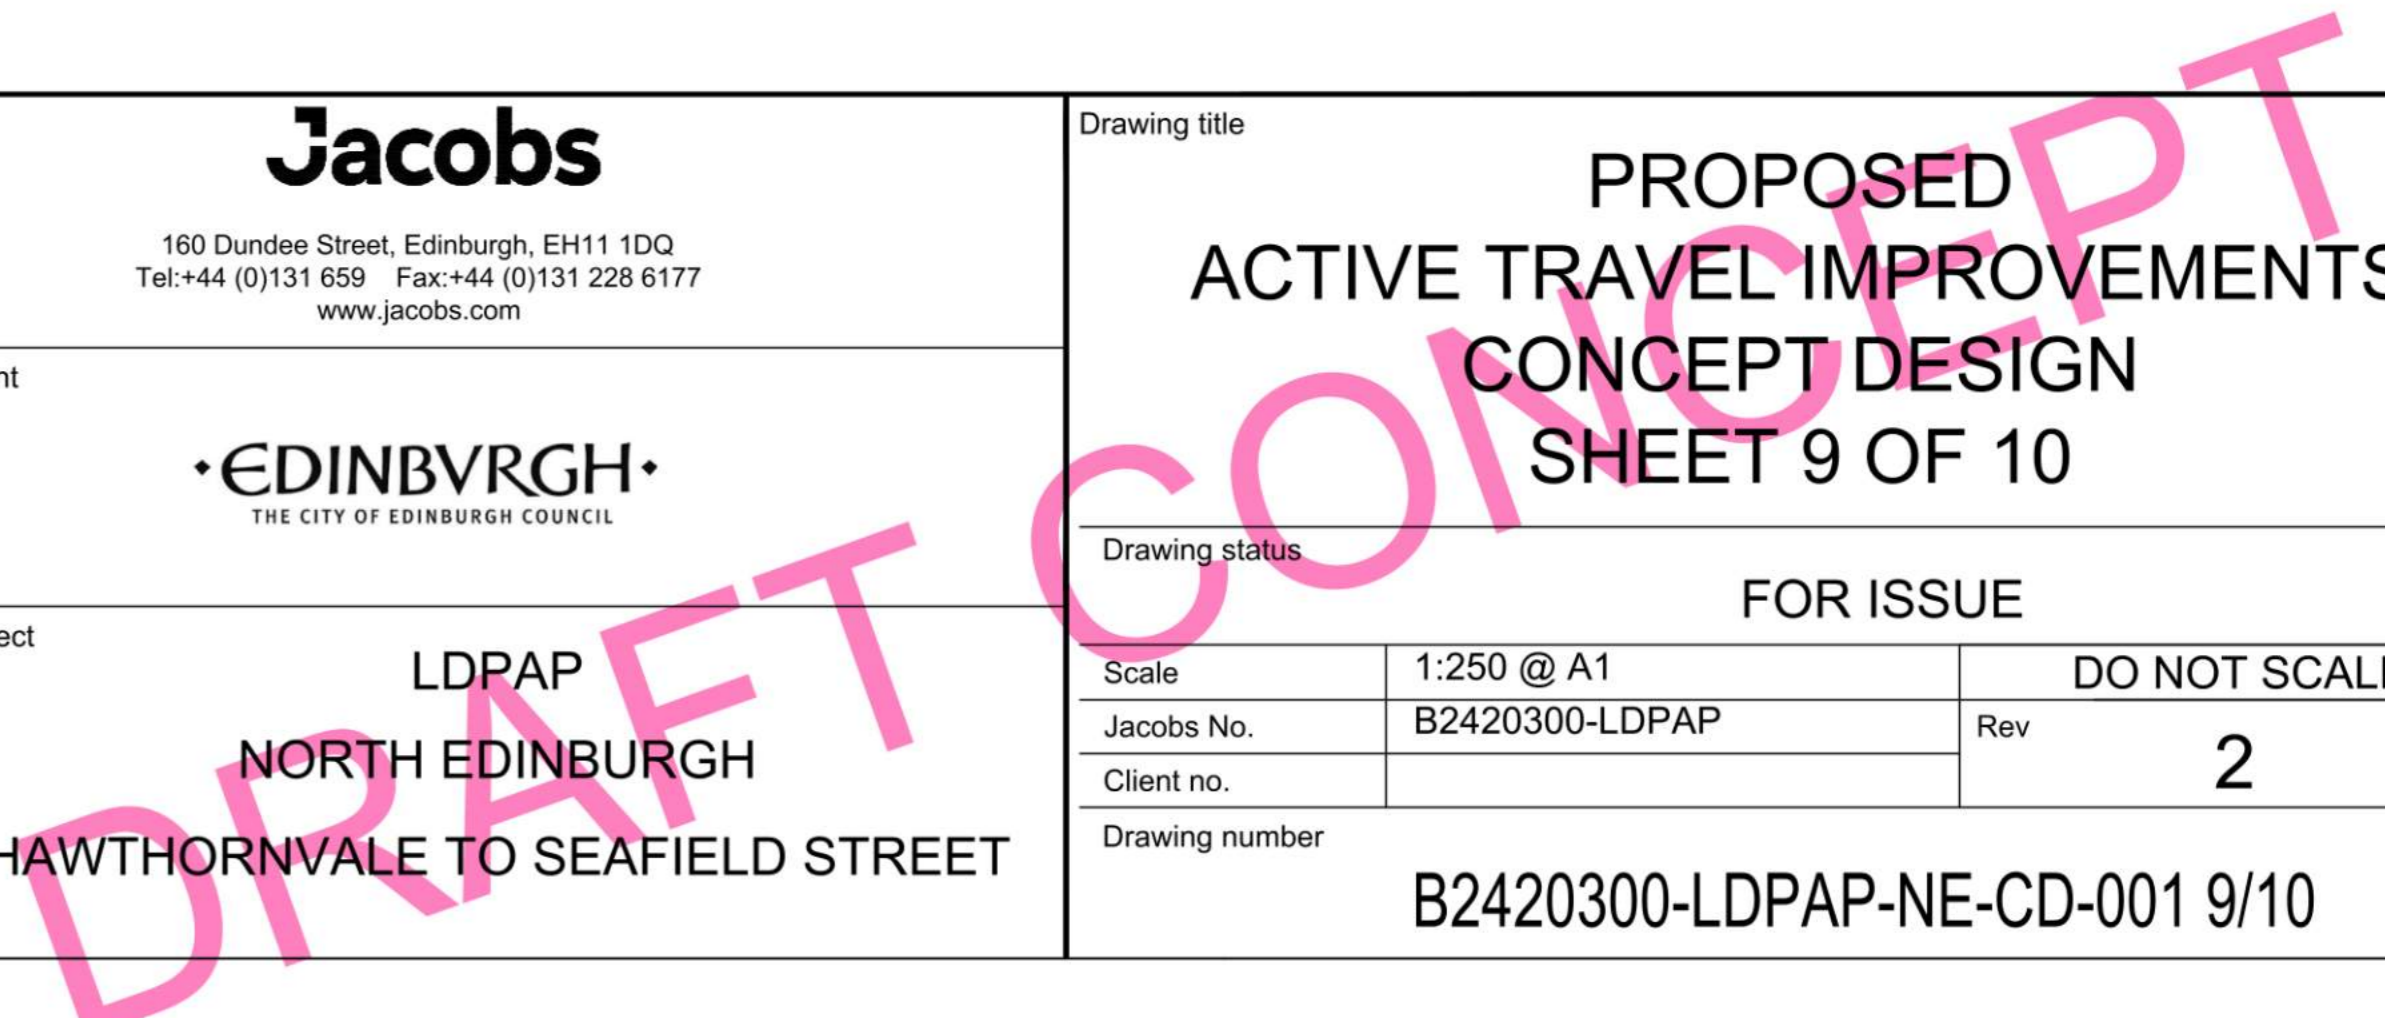 Jacobs
160 Dundee Street, Edinburgh, EH11 1DQ
Tel:+44 (0)131 659 Fax:+44 (0)131 228 6177
www.jacobs.com
nt
EDINBVRGH
THE CITY OF EDINBURGH COUNCIL
ect
LDPAP
NORTH EDINBURGH
HAWTHORNVALE TO SEAFIELD STREET
Drawing title
PROPOSED
ACTIVE TRAVEL IMPROVEMENTS
CONCEPT DESIGN
SHEET 9 OF 10
Drawing status
FOR ISSUE
Scale 1:250 @ A1 DO NOT SCALE
Jacobs No. B2420300-LDPAP Rev
2
Client no.
Drawing number
B2420300-LDPAP-NE-CD-001 9/10
DRAFT CONCEPT